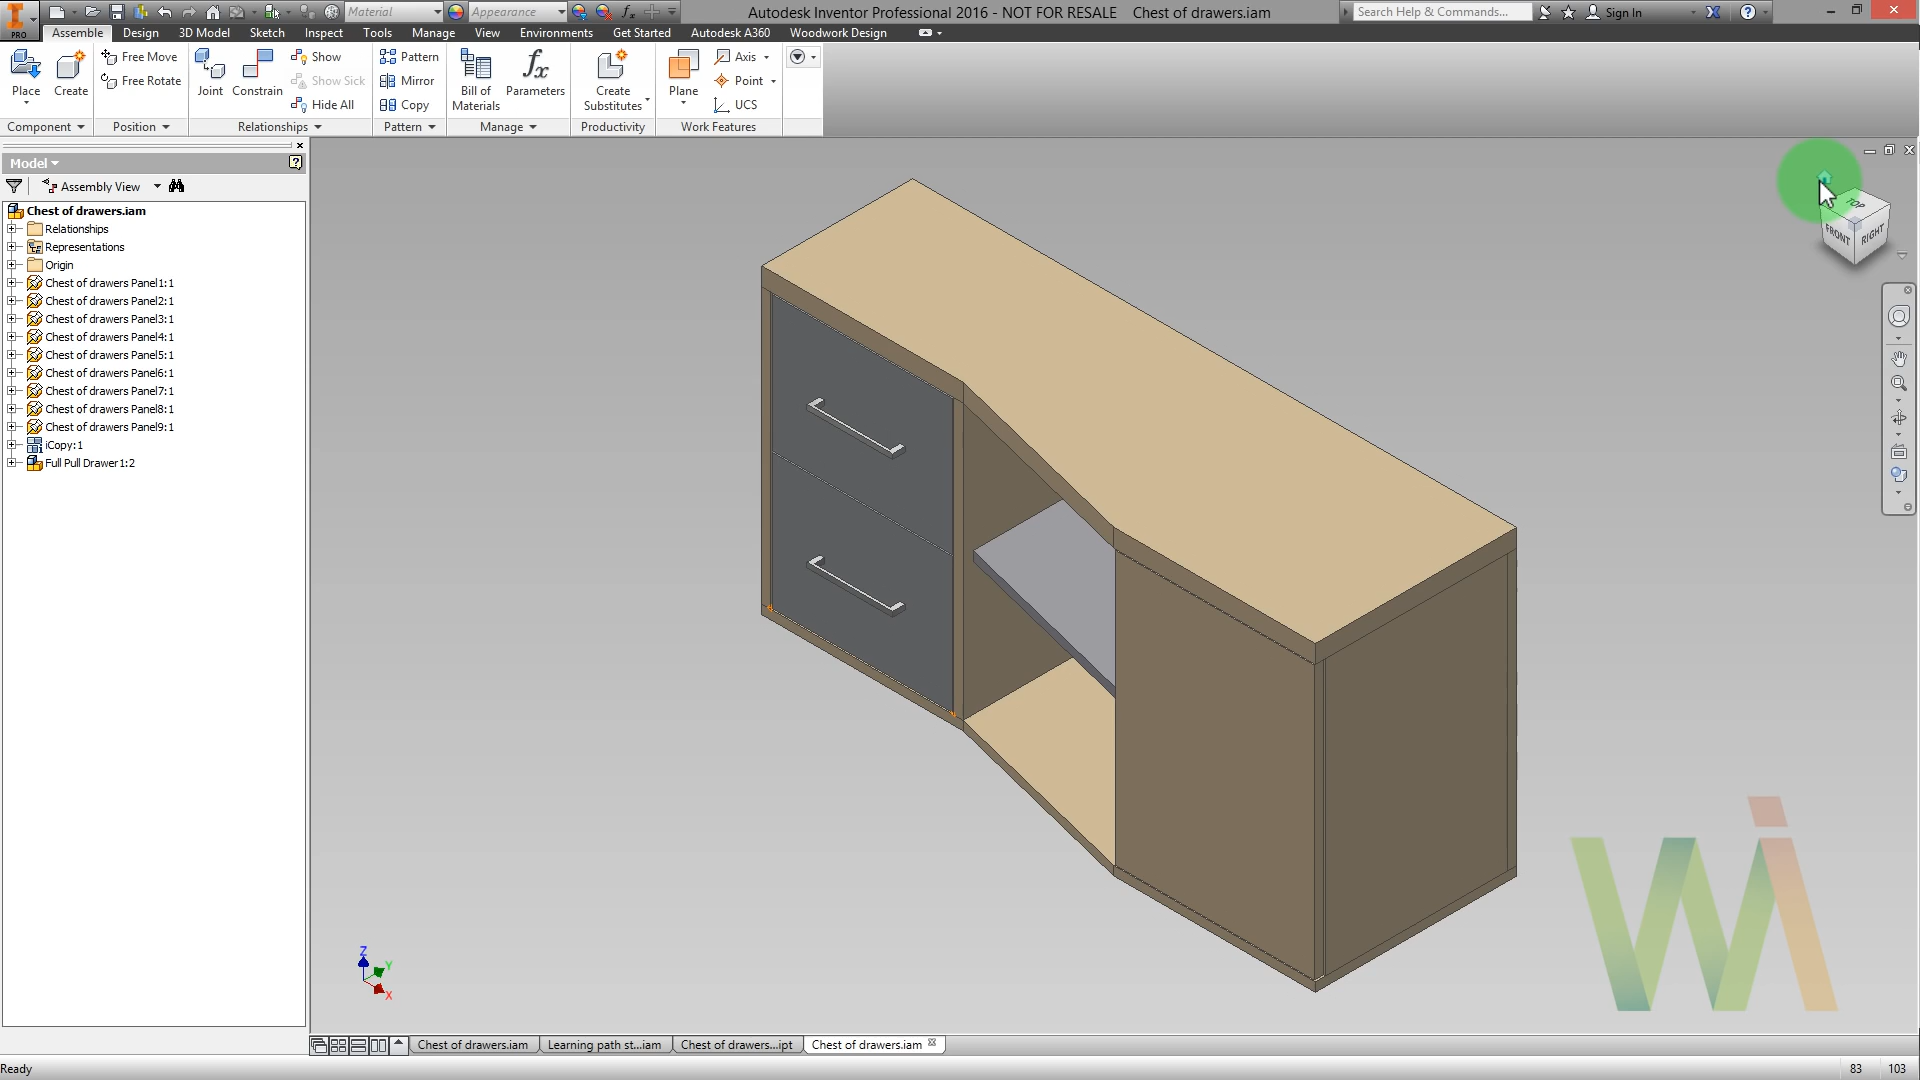 PRO
Material
Appearance
Autodesk Inventor Professional 2016 - NOT FOR RESALE Chest of drawers.iam
Search Help & Commands...
Sign In
Assemble Design 3D Model Sketch Inspect Tools Manage View Environments Get Started Autodesk A360 Woodwork Design
Place
Create
Free Move
Free Rotate
Joint
Constrain
Show
Show Sick
Hide All
Pattern
Mirror
Copy
Bill of
Materials
Parameters
Create
Substitutes
Plane
Axis
Point
UCS
Component Position Relationships Pattern Manage Productivity Work Features
Model
Assembly View
Chest of drawers.iam
Relationships
Representations
Origin
Chest of drawers Panel1:1
Chest of drawers Panel2:1
Chest of drawers Panel3:1
Chest of drawers Panel4:1
Chest of drawers Panel5:1
Chest of drawers Panel6:1
Chest of drawers Panel7:1
Chest of drawers Panel8:1
Chest of drawers Panel9:1
iCopy:1
Full Pull Drawer1:2
TOP
FRONT
RIGHT
Z
Y
X
Chest of drawers.iam
Learning path st...iam
Chest of drawers...ipt
Chest of drawers.iam
Ready
83
103